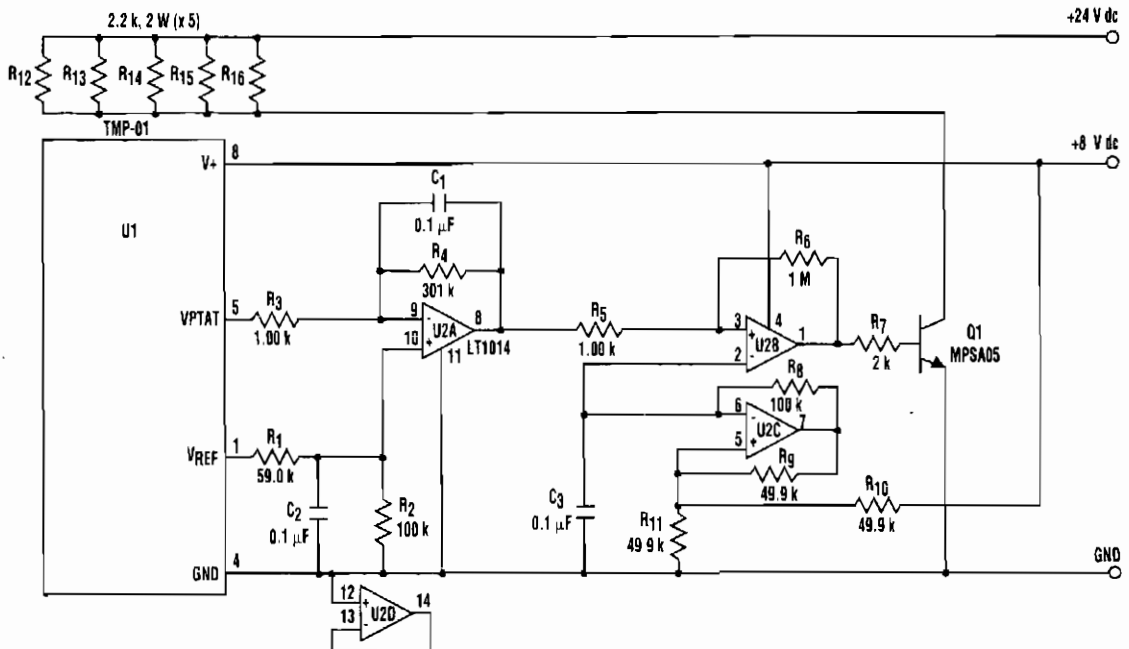 2.2 k, 2 W (x 5)
+24 V dc
R12
R13
R14
R15
R16
TMP-01
8
V+
+8 V dc
U1
C1
0.1 µF
R4
301 k
R6
1 M
VPTAT
5
R3
1.00 k
9
-
10
+
U2A
8
11
LT1014
R5
1.00 k
3
+
4
2
-
U2B
1
R7
2 k
Q1
MPSA05
R8
100 k
6
-
5
+
U2C
7
VREF
1
R1
59.0 k
R9
49.9 k
R10
49.9 k
C2
0.1 µF
R2
100 k
C3
0.1 µF
R11
49 9 k
GND
4
GND
12
+
13
-
U2D
14